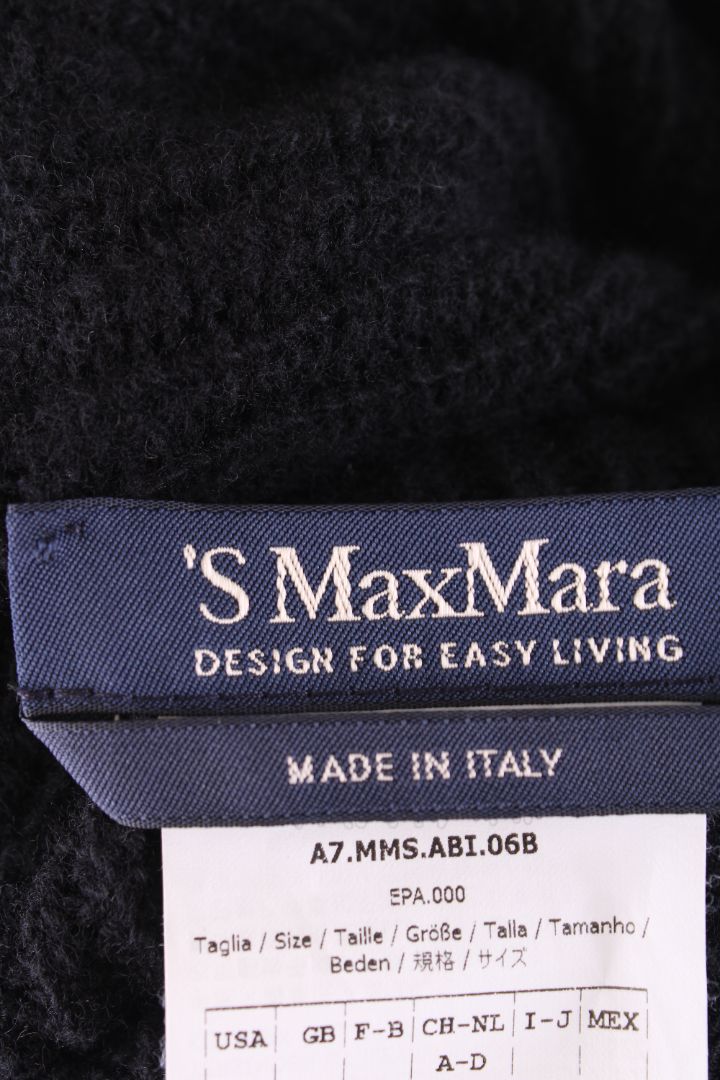 'S MaxMara
DESIGN FOR EASY LIVING
MADE IN ITALY
A7.MMS.ABI.06B
EPA.000
Taglia / Size / Taille / Größe / Talla / Tamanho /
Beden / 規格 / サイズ
USA GB F-B CH-NL I-J MEX
A-D